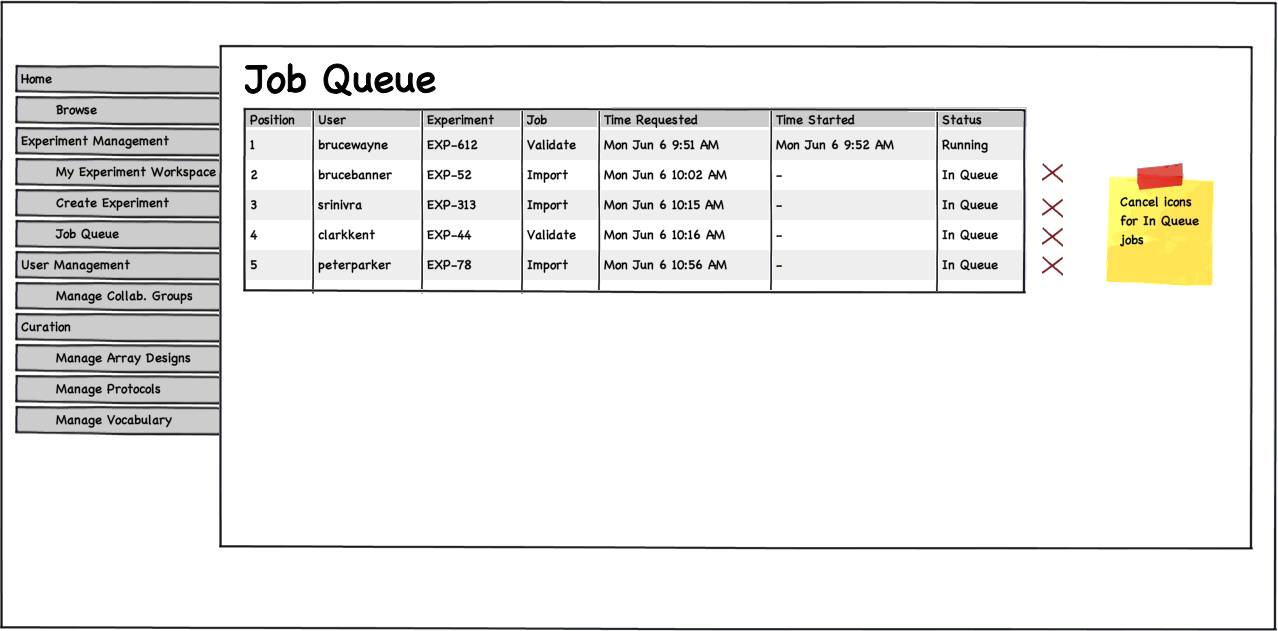 Home
Browse
Experiment Management
My Experiment Workspace
Create Experiment
Job Queue
User Management
Manage Collab. Groups
Curation
Manage Array Designs
Manage Protocols
Manage Vocabulary
Job Queue
Position User Experiment Job Time Requested Time Started Status
1 brucewayne EXP-612 Validate Mon Jun 6 9:51 AM Mon Jun 6 9:52 AM Running
2 brucebanner EXP-52 Import Mon Jun 6 10:02 AM - In Queue
3 srinivra EXP-313 Import Mon Jun 6 10:15 AM - In Queue
4 clarkkent EXP-44 Validate Mon Jun 6 10:16 AM - In Queue
5 peterparker EXP-78 Import Mon Jun 6 10:56 AM - In Queue
Cancel icons
for In Queue
jobs